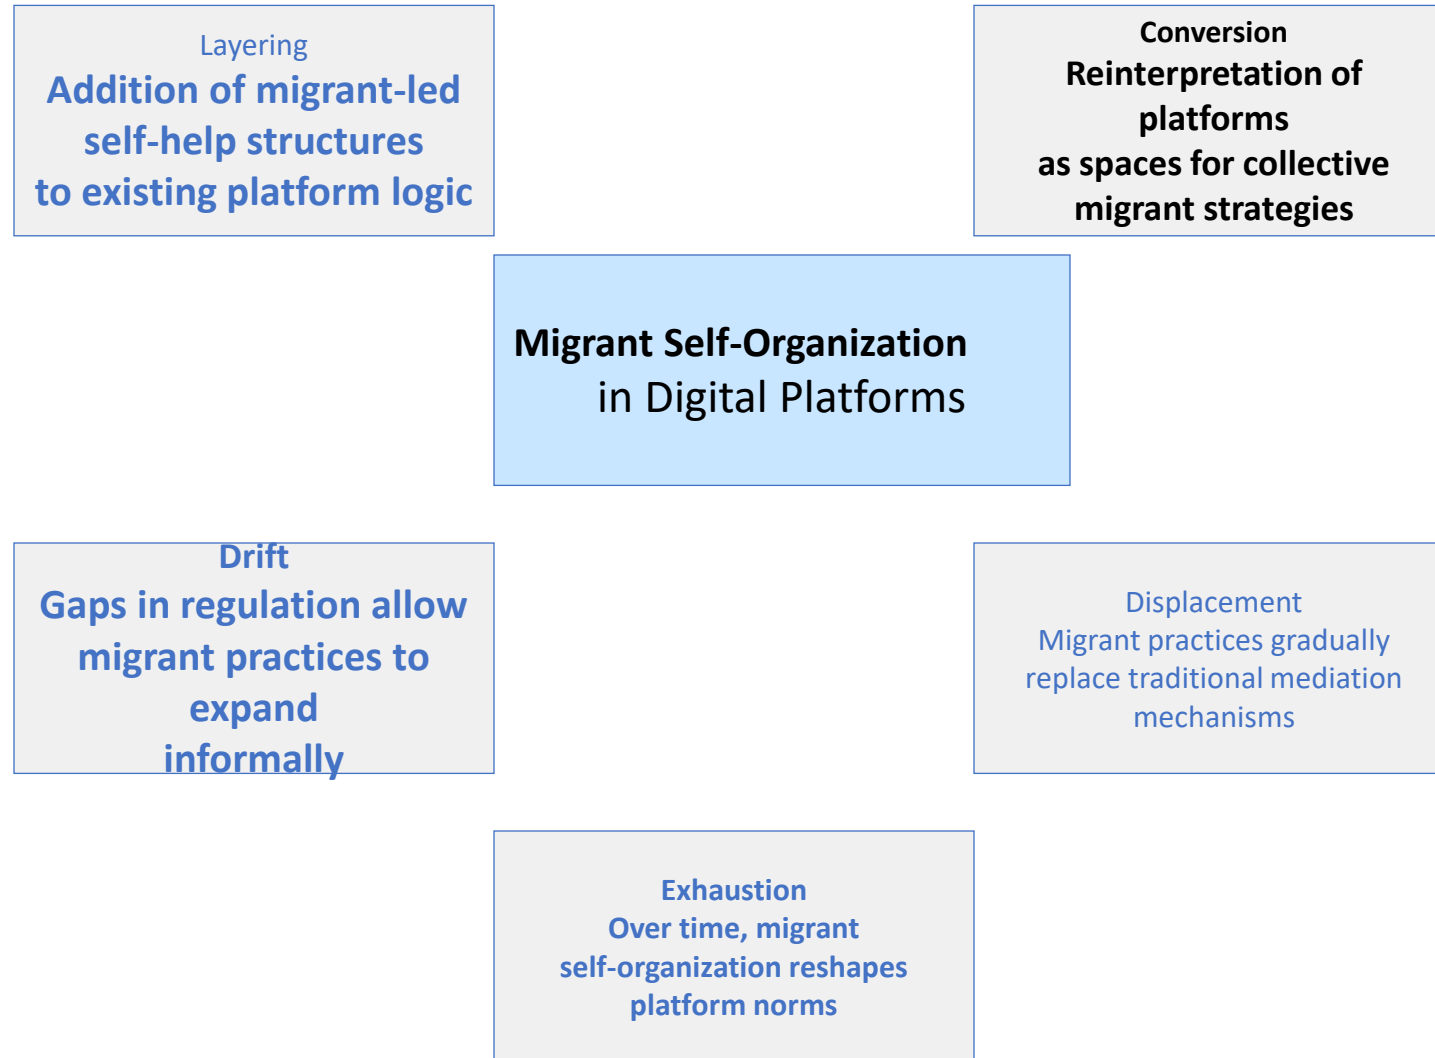 Layering
Addition of migrant-led
self-help structures
to existing platform logic
Conversion
Reinterpretation of
platforms
as spaces for collective
migrant strategies
Migrant Self-Organization
in Digital Platforms
Drift
Gaps in regulation allow
migrant practices to
expand
informally
Displacement
Migrant practices gradually
replace traditional mediation
mechanisms
Exhaustion
Over time, migrant
self-organization reshapes
platform norms